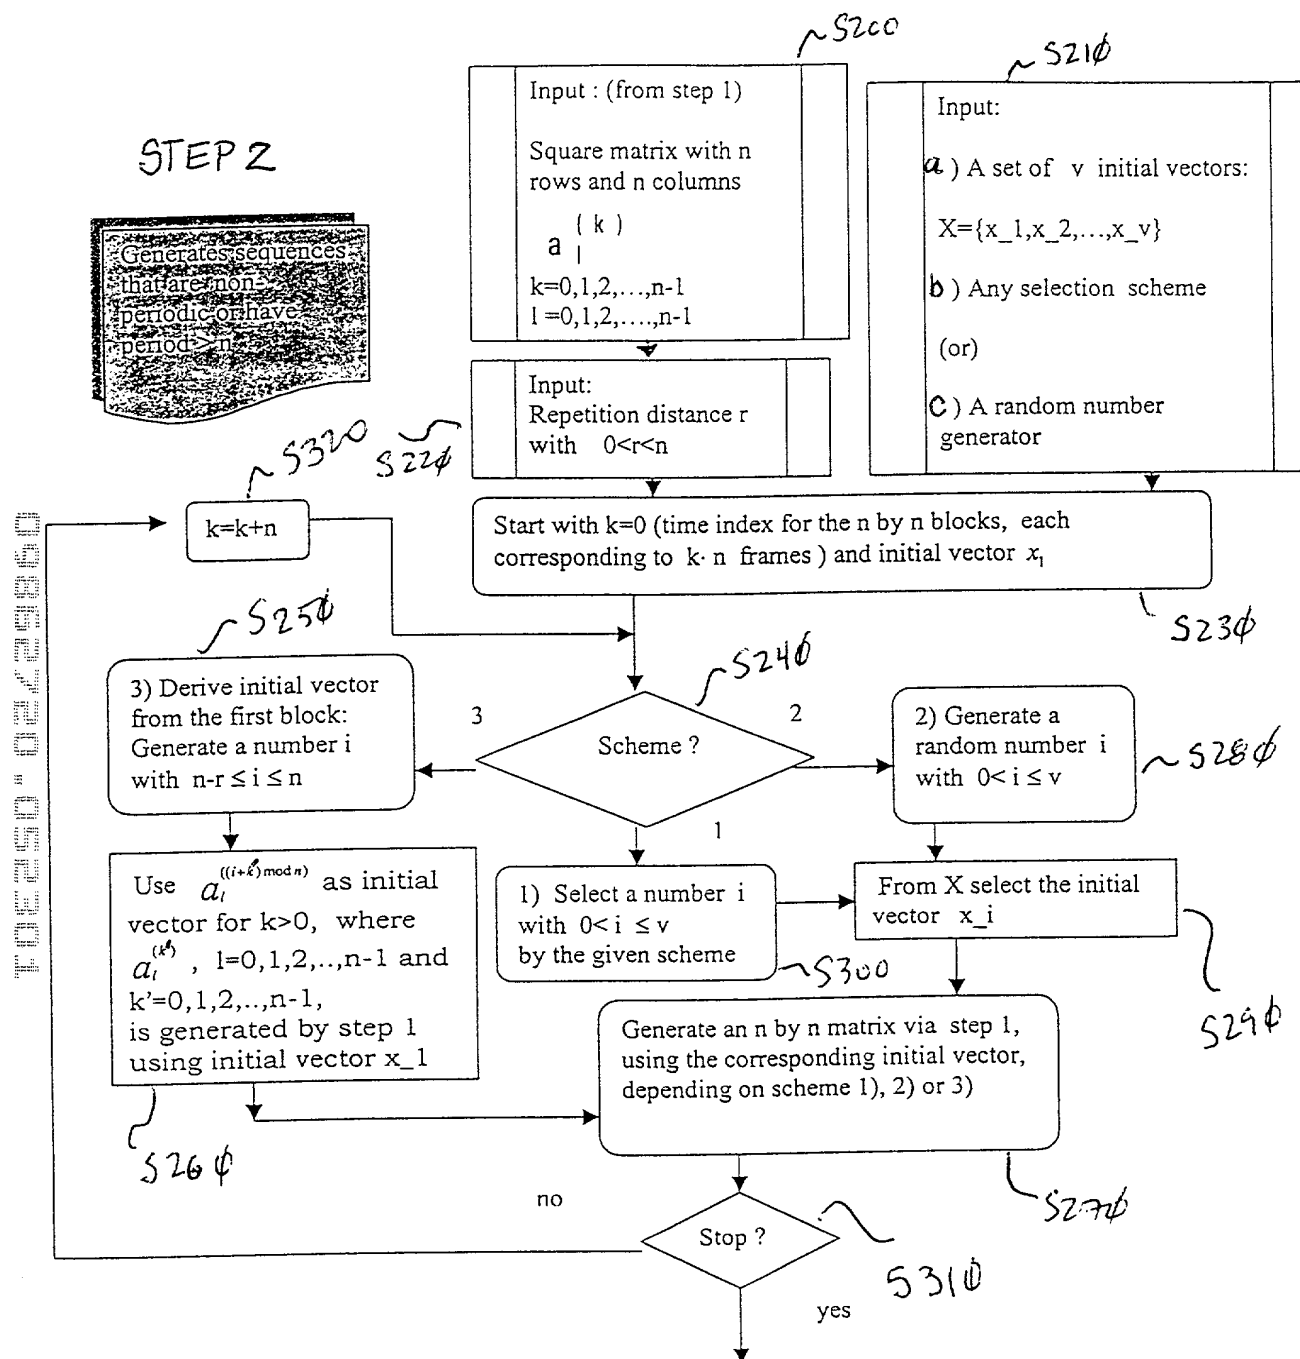 S200
S210
STEP 2
Generates sequences
that are non-
periodic or have
period > n
Input : (from step 1)
Square matrix with n
rows and n columns
( k )
a
l
k=0,1,2,...,n-1
l =0,1,2,....,n-1
Input:
a ) A set of v initial vectors:
X={x_1,x_2,...,x_v}
b ) Any selection scheme
(or)
c ) A random number
generator
Input:
Repetition distance r
with 0<r<n
S220
S320
k=k+n
Start with k=0 (time index for the n by n blocks, each
corresponding to k· n frames ) and initial vector x₁
S230
S250
3) Derive initial vector
from the first block:
Generate a number i
with n-r ≤ i ≤ n
S240
3
Scheme ?
2
1
2) Generate a
random number i
with 0< i ≤ v
S280
Use a_l^((i+k')mod n) as initial
vector for k>0, where
a_l^(k') , l=0,1,2,..,n-1 and
k'=0,1,2,..,n-1,
is generated by step 1
using initial vector x_1
S260
1) Select a number i
with 0< i ≤ v
by the given scheme
S300
From X select the initial
vector x_i
S290
Generate an n by n matrix via step 1,
using the corresponding initial vector,
depending on scheme 1), 2) or 3)
S270
no
Stop ?
S310
yes
09862720.052301